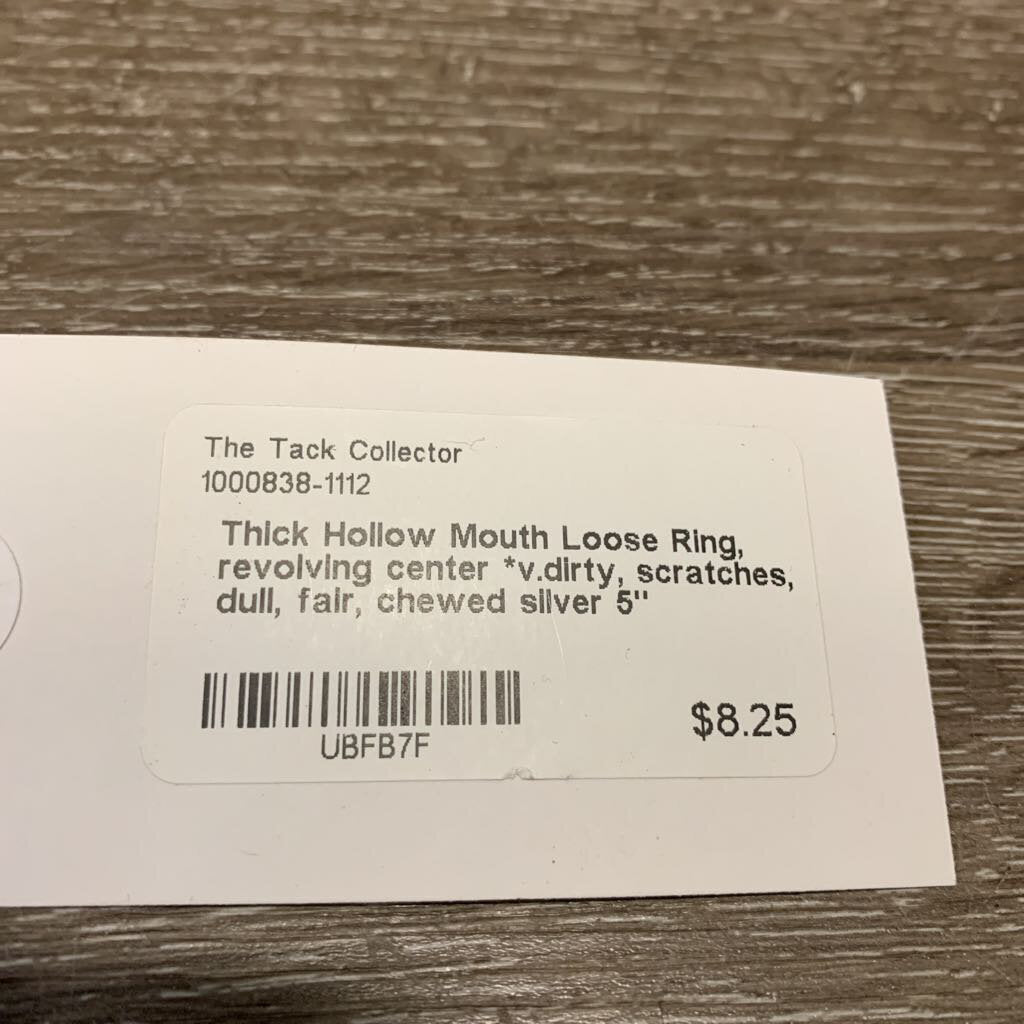 The Tack Collector
1000838-1112
Thick Hollow Mouth Loose Ring,
revolving center *v.dirty, scratches,
dull, fair, chewed silver 5"
UBFB7F
$8.25